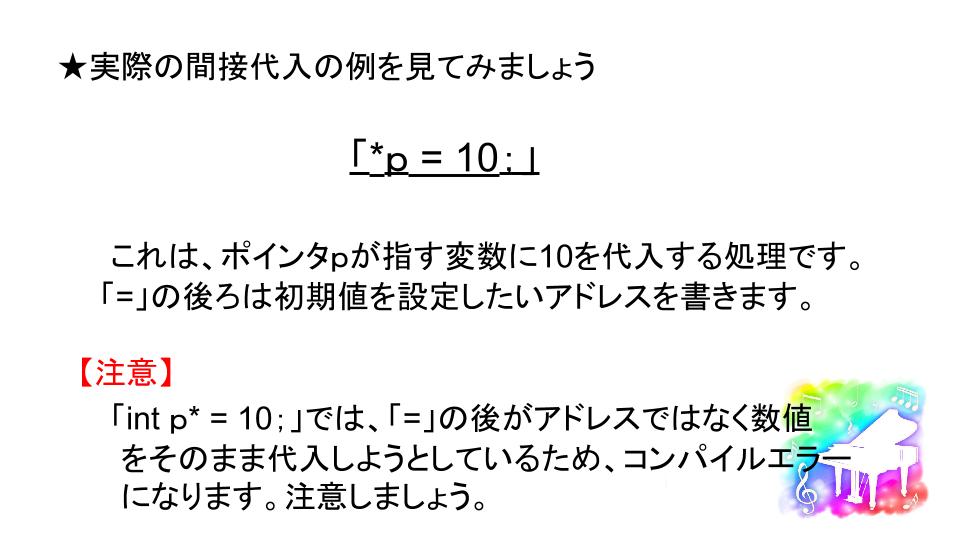 ★実際の間接代入の例を見てみましょう
「*p = 10；」
これは、ポインタpが指す変数に10を代入する処理です。
「=」の後ろは初期値を設定したいアドレスを書きます。
【注意】
「int p* = 10；」では、「=」の後がアドレスではなく数値
をそのまま代入しようとしているため、コンパイルエラー
になります。注意しましょう。